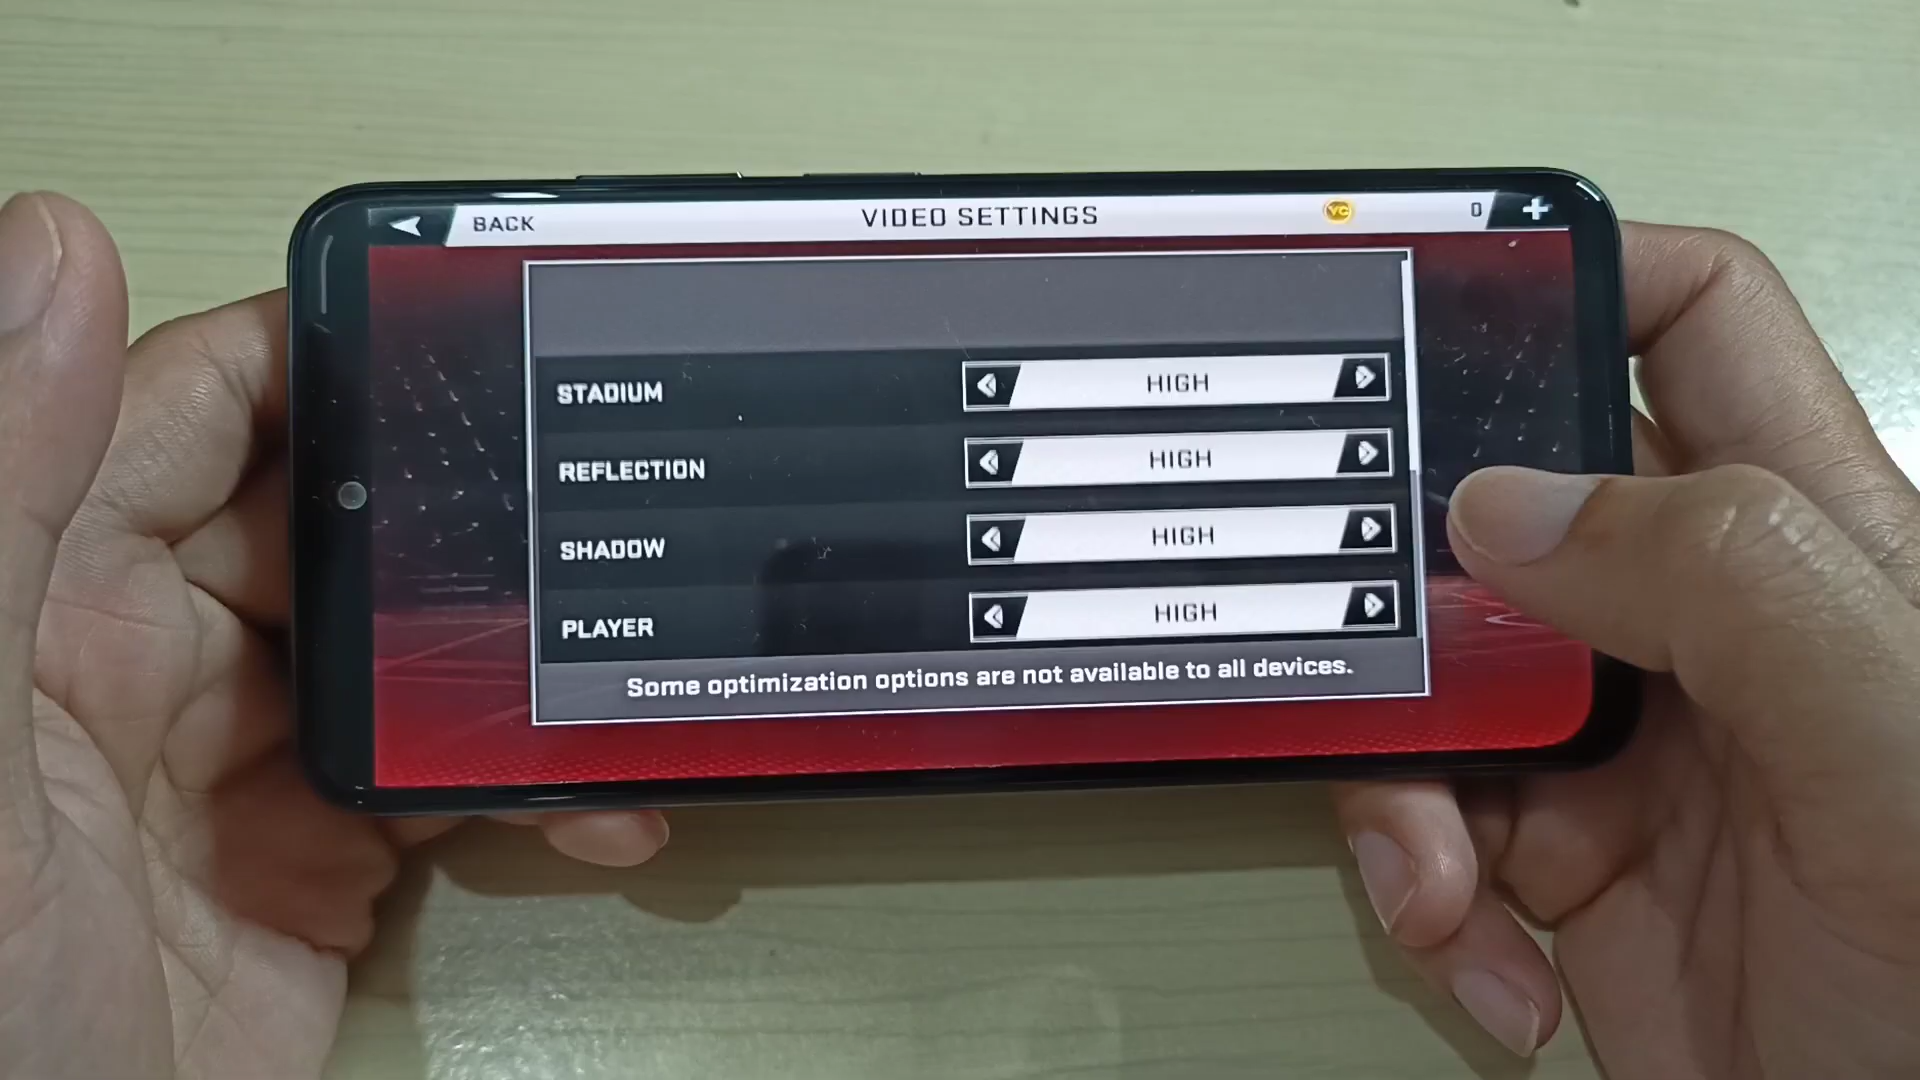 BACK
VIDEO SETTINGS
VC
0
STADIUM
HIGH
REFLECTION
HIGH
SHADOW
HIGH
PLAYER
HIGH
Some optimization options are not available to all devices.